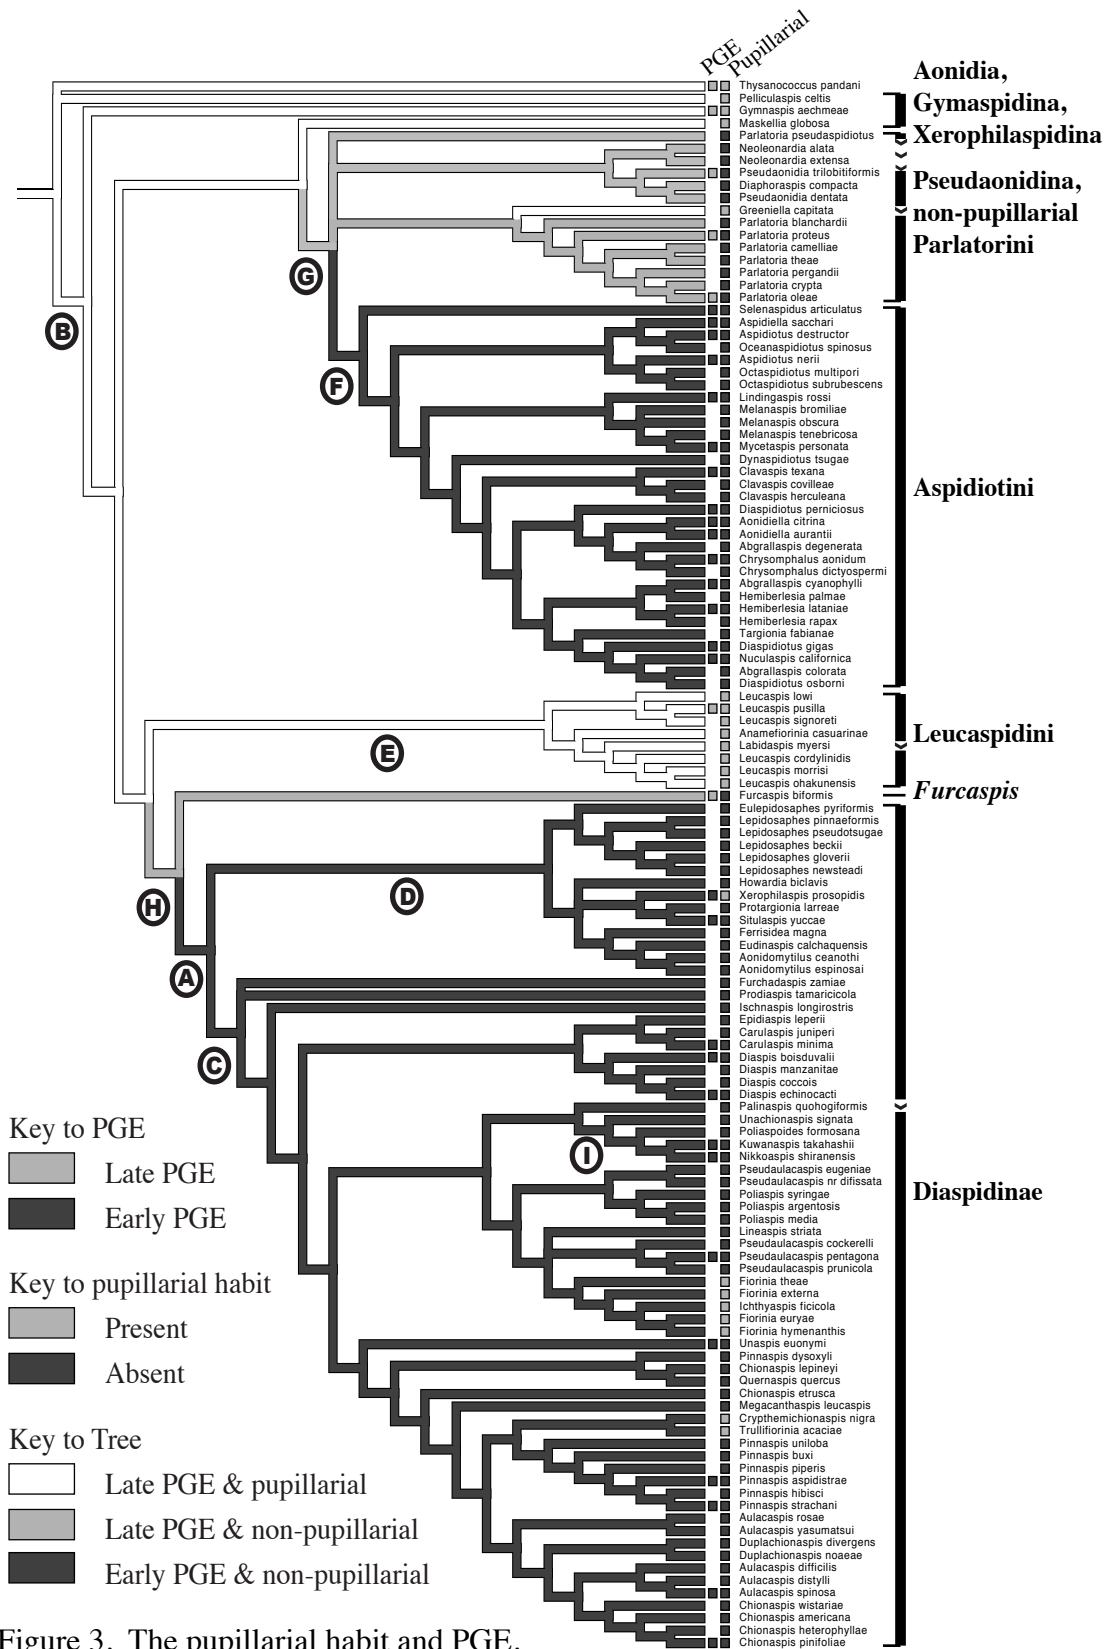 PGE
Pupillarial
Thysanococcus pandani
Pelliculaspis celtis
Gymnaspis aechmeae
Maskellia globosa
Parlatoria pseudaspidiotus
Neoleonardia alata
Neoleonardia extensa
Pseudaonidia trilobitiformis
Diaphoraspis compacta
Pseudaonidia dentata
Greeniella capitata
Parlatoria blanchardii
Parlatoria proteus
Parlatoria camelliae
Parlatoria theae
Parlatoria pergandii
Parlatoria crypta
Parlatoria oleae
Selenaspidus articulatus
Aspidiella sacchari
Aspidiotus destructor
Oceanaspidiotus spinosus
Aspidiotus nerii
Octaspidiotus multipori
Octaspidiotus subrubescens
Lindingaspis rossi
Melanaspis bromiliae
Melanaspis obscura
Melanaspis tenebricosa
Mycetaspis personata
Dynaspidiotus tsugae
Clavaspis texana
Clavaspis covilleae
Clavaspis herculeana
Diaspidiotus perniciosus
Aonidiella citrina
Aonidiella aurantii
Abgrallaspis degenerata
Chrysomphalus aonidum
Chrysomphalus dictyospermi
Abgrallaspis cyanophylli
Hemiberlesia palmae
Hemiberlesia lataniae
Hemiberlesia rapax
Targionia fabianae
Diaspidiotus gigas
Nuculaspis californica
Abgrallaspis colorata
Diaspidiotus osborni
Leucaspis lowi
Leucaspis pusilla
Leucaspis signoreti
Anamefiorinia casuarinae
Labidaspis myersi
Leucaspis cordylinidis
Leucaspis morrisi
Leucaspis ohakunensis
Furcaspis biformis
Eulepidosaphes pyriformis
Lepidosaphes pinnaeformis
Lepidosaphes pseudotsugae
Lepidosaphes beckii
Lepidosaphes gloverii
Lepidosaphes newsteadi
Howardia biclavis
Xerophilaspis prosopidis
Protargionia larreae
Situlaspis yuccae
Ferrisidea magna
Eudinaspis calchaquensis
Aonidomytilus ceanothi
Aonidomytilus espinosai
Furchadaspis zamiae
Prodiaspis tamaricicola
Ischnaspis longirostris
Epidiaspis leperii
Carulaspis juniperi
Carulaspis minima
Diaspis boisduvalii
Diaspis manzanitae
Diaspis coccois
Diaspis echinocacti
Palinaspis quohogiformis
Unachionaspis signata
Poliaspoides formosana
Kuwanaspis takahashii
Nikkoaspis shiranensis
Pseudaulacaspis eugeniae
Pseudaulacaspis nr difissata
Poliaspis syringae
Poliaspis argentosis
Poliaspis media
Lineaspis striata
Pseudaulacaspis cockerelli
Pseudaulacaspis pentagona
Pseudaulacaspis prunicola
Fiorinia theae
Fiorinia externa
Ichthyaspis ficicola
Fiorinia euryae
Fiorinia hymenanthis
Unaspis euonymi
Pinnaspis dysoxyli
Chionaspis lepineyi
Quernaspis quercus
Chionaspis etrusca
Megacanthaspis leucaspis
Crypthemichionaspis nigra
Trullifiorinia acaciae
Pinnaspis uniloba
Pinnaspis buxi
Pinnaspis piperis
Pinnaspis aspidistrae
Pinnaspis hibisci
Pinnaspis strachani
Aulacaspis rosae
Aulacaspis yasumatsui
Duplachionaspis divergens
Duplachionaspis noaeae
Aulacaspis difficilis
Aulacaspis distylli
Aulacaspis spinosa
Chionaspis wistariae
Chionaspis americana
Chionaspis heterophyllae
Chionaspis pinifoliae
Aonidia,
Gymaspidina,
Xerophilaspidina
Pseudaonidina,
non-pupillarial
Parlatorini
Aspidiotini
Leucaspidini
Furcaspis
Diaspidinae
B
G
F
E
H
D
A
C
I
Key to PGE
Late PGE
Early PGE
Key to pupillarial habit
Present
Absent
Key to Tree
Late PGE & pupillarial
Late PGE & non-pupillarial
Early PGE & non-pupillarial
Figure 3. The pupillarial habit and PGE.